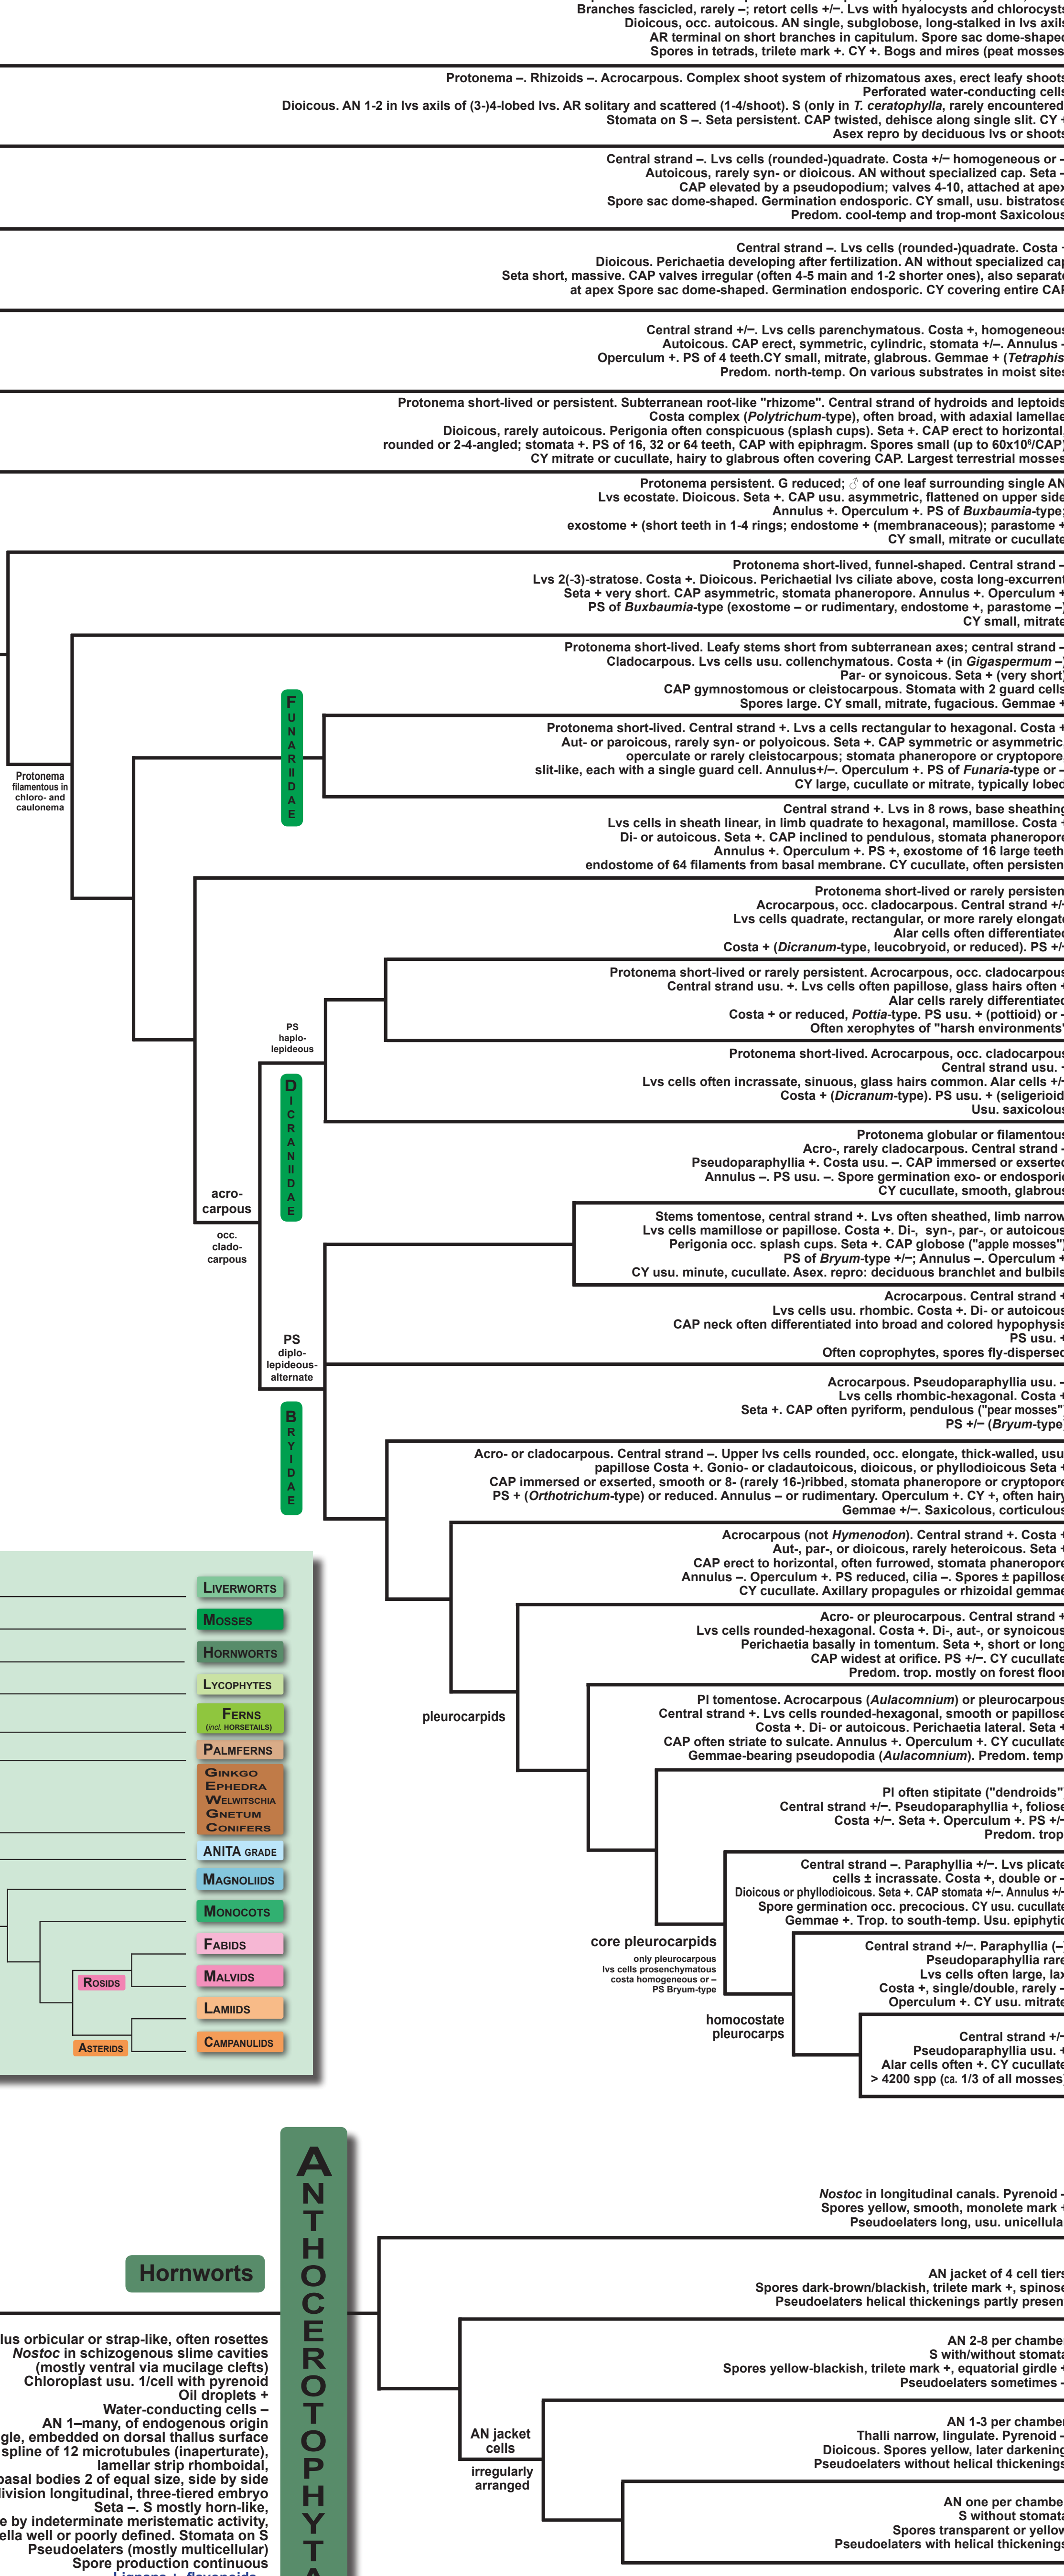 Branches fascicled, rarely –; retort cells +/–. Lvs with hyalocysts and chlorocysts
Dioicous, occ. autoicous. AN single, subglobose, long-stalked in lvs axils
AR terminal on short branches in capitulum. Spore sac dome-shaped
Spores in tetrads, trilete mark +. CY +. Bogs and mires (peat mosses
Protonema –. Rhizoids –. Acrocarpous. Complex shoot system of rhizomatous axes, erect leafy shoots
Perforated water-conducting cells
Dioicous. AN 1-2 in lvs axils of (3-)4-lobed lvs. AR solitary and scattered (1-4/shoot). S (only in T. ceratophylla, rarely encountered
Stomata on S –. Seta persistent. CAP twisted, dehisce along single slit. CY +
Asex repro by deciduous lvs or shoots
Central strand –. Lvs cells (rounded-)quadrate. Costa +/– homogeneous or –
Autoicous, rarely syn- or dioicous. AN without specialized cap. Seta –
CAP elevated by a pseudopodium; valves 4-10, attached at apex
Spore sac dome-shaped. Germination endosporic. CY small, usu. bistratose
Predom. cool-temp and trop-mont Saxicolous
Central strand –. Lvs cells (rounded-)quadrate. Costa
Dioicous. Perichaetia developing after fertilization. AN without specialized cap
Seta short, massive. CAP valves irregular (often 4-5 main and 1-2 shorter ones), also separate
at apex Spore sac dome-shaped. Germination endosporic. CY covering entire CAP
Central strand +/–. Lvs cells parenchymatous. Costa +, homogeneous
Autoicous. CAP erect, symmetric, cylindric, stomata +/–. Annulus –
Operculum +. PS of 4 teeth.CY small, mitrate, glabrous. Gemmae + (Tetraphis
Predom. north-temp. On various substrates in moist sites
Protonema short-lived or persistent. Subterranean root-like "rhizome". Central strand of hydroids and leptoids
Costa complex (Polytrichum-type), often broad, with adaxial lamellae
Dioicous, rarely autoicous. Perigonia often conspicuous (splash cups). Seta +. CAP erect to horizontal,
rounded or 2-4-angled; stomata +. PS of 16, 32 or 64 teeth, CAP with epiphragm. Spores small (up to 60x10⁶/CAP)
CY mitrate or cucullate, hairy to glabrous often covering CAP. Largest terrestrial mosses
Protonema persistent. G reduced; ♂ of one leaf surrounding single AN
Lvs ecostate. Dioicous. Seta +. CAP usu. asymmetric, flattened on upper side
Annulus +. Operculum +. PS of Buxbaumia-type;
exostome + (short teeth in 1-4 rings; endostome + (membranaceous); parastome +
CY small, mitrate or cucullate
Protonema short-lived, funnel-shaped. Central strand –
Lvs 2(-3)-stratose. Costa +. Dioicous. Perichaetial lvs ciliate above, costa long-excurrent
Seta + very short. CAP asymmetric, stomata phaneropore. Annulus +. Operculum +
PS of Buxbaumia-type (exostome – or rudimentary, endostome +, parastome –)
CY small, mitrate
Protonema short-lived. Leafy stems short from subterranean axes; central strand –
Cladocarpous. Lvs cells usu. collenchymatous. Costa + (in Gigaspermum –)
Par- or synoicous. Seta + (very short)
CAP gymnostomous or cleistocarpous. Stomata with 2 guard cells
Spores large. CY small, mitrate, fugacious. Gemmae +
FUNARIIDAE
Protonema short-lived. Central strand +. Lvs a cells rectangular to hexagonal. Costa +
Aut- or paroicous, rarely syn- or polyoicous. Seta +. CAP symmetric or asymmetric,
operculate or rarely cleistocarpous; stomata phaneropore or cryptopore,
slit-like, each with a single guard cell. Annulus+/–. Operculum +. PS of Funaria-type or –
CY large, cucullate or mitrate, typically lobed
Protonema
filamentous in
chloro- and
caulonema
Central strand +. Lvs in 8 rows, base sheathing
Lvs cells in sheath linear, in limb quadrate to hexagonal, mamillose. Costa +
Di- or autoicous. Seta +. CAP inclined to pendulous, stomata phaneropore
Annulus +. Operculum +. PS +, exostome of 16 large teeth,
endostome of 64 filaments from basal membrane. CY cucullate, often persisten
Protonema short-lived or rarely persisten
Acrocarpous, occ. cladocarpous. Central strand +/–
Lvs cells quadrate, rectangular, or more rarely elongate
Alar cells often differentiated
Costa + (Dicranum-type, leucobryoid, or reduced). PS +/–
Protonema short-lived or rarely persistent. Acrocarpous, occ. cladocarpous
Central strand usu. +. Lvs cells often papillose, glass hairs often +
Alar cells rarely differentiated
Costa + or reduced, Pottia-type. PS usu. + (pottioid) or –
Often xerophytes of "harsh environments"
PS
haplo-
lepideous
DICRANIIDAE
Protonema short-lived. Acrocarpous, occ. cladocarpous
Central strand usu.
Lvs cells often incrassate, sinuous, glass hairs common. Alar cells +/–
Costa + (Dicranum-type). PS usu. + (seligerioid)
Usu. saxicolous
Protonema globular or filamentous
Acro-, rarely cladocarpous. Central strand –
Pseudoparaphyllia +. Costa usu. –. CAP immersed or exserted
Annulus –. PS usu. –. Spore germination exo- or endosporic
CY cucullate, smooth, glabrous
acro-
carpous
occ.
clado-
carpous
Stems tomentose, central strand +. Lvs often sheathed, limb narrow
Lvs cells mamillose or papillose. Costa +. Di-, syn-, par-, or autoicous
Perigonia occ. splash cups. Seta +. CAP globose ("apple mosses")
PS of Bryum-type +/–; Annulus –. Operculum +
CY usu. minute, cucullate. Asex. repro: deciduous branchlet and bulbils
Acrocarpous. Central strand +
Lvs cells usu. rhombic. Costa +. Di- or autoicous
CAP neck often differentiated into broad and colored hypophysis
PS usu. +
Often coprophytes, spores fly-dispersed
PS
diplo-
lepideous-
alternate
BRYIDAE
Acrocarpous. Pseudoparaphyllia usu. –
Lvs cells rhombic-hexagonal. Costa +
Seta +. CAP often pyriform, pendulous ("pear mosses")
PS +/– (Bryum-type)
Acro- or cladocarpous. Central strand –. Upper lvs cells rounded, occ. elongate, thick-walled, usu
papillose Costa +. Gonio- or cladautoicous, dioicous, or phyllodioicous Seta +
CAP immersed or exserted, smooth or 8- (rarely 16-)ribbed, stomata phaneropore or cryptopore
PS + (Orthotrichum-type) or reduced. Annulus – or rudimentary. Operculum +. CY +, often hairy
Gemmae +/–. Saxicolous, corticulous
Acrocarpous (not Hymenodon). Central strand +. Costa +
Aut-, par-, or dioicous, rarely heteroicous. Seta +
CAP erect to horizontal, often furrowed, stomata phaneropore
Annulus –. Operculum +. PS reduced, cilia –. Spores ± papillose
CY cucullate. Axillary propagules or rhizoidal gemmae
Acro- or pleurocarpous. Central strand +
Lvs cells rounded-hexagonal. Costa +. Di-, aut-, or synoicous
Perichaetia basally in tomentum. Seta +, short or long
CAP widest at orifice. PS +/–. CY cucullate
Predom. trop. mostly on forest floor
pleurocarpids
Pl tomentose. Acrocarpous (Aulacomnium) or pleurocarpous
Central strand +. Lvs cells rounded-hexagonal, smooth or papillose
Costa +. Di- or autoicous. Perichaetia lateral. Seta +
CAP often striate to sulcate. Annulus +. Operculum +. CY cucullate
Gemmae-bearing pseudopodia (Aulacomnium). Predom. temp
Pl often stipitate ("dendroids")
Central strand +/–. Pseudoparaphyllia +, foliose
Costa +/–. Seta +. Operculum +. PS +/–
Predom. trop
Central strand –. Paraphyllia +/–. Lvs plicate
cells ± incrassate. Costa +, double or –
Dioicous or phyllodioicous. Seta +. CAP stomata +/–. Annulus +/–
Spore germination occ. precocious. CY usu. cucullate
Gemmae +. Trop. to south-temp. Usu. epiphytic
core pleurocarpids
only pleurocarpous
lvs cells prosenchymatous
costa homogeneous or –
PS Bryum-type
Central strand +/–. Paraphyllia (–)
Pseudoparaphyllia rare
Lvs cells often large, lax
Costa +, single/double, rarely –
Operculum +. CY usu. mitrate
homocostate
pleurocarps
Central strand +/–
Pseudoparaphyllia usu. +
Alar cells often +. CY cucullate
> 4200 spp (ca. 1/3 of all mosses)
LIVERWORTS
MOSSES
HORNWORTS
LYCOPHYTES
FERNS
(incl. HORSETAILS)
PALMFERNS
GINKGO
EPHEDRA
WELWITSCHIA
GNETUM
CONIFERS
ANITA GRADE
MAGNOLIIDS
MONOCOTS
FABIDS
ROSIDS
MALVIDS
LAMIIDS
ASTERIDS
CAMPANULIDS
ANTHOCEROTOPHYTA
Hornworts
Nostoc in longitudinal canals. Pyrenoid –
Spores yellow, smooth, monolete mark +
Pseudoelaters long, usu. unicellula
AN jacket of 4 cell tiers
Spores dark-brown/blackish, trilete mark +, spinose
Pseudoelaters helical thickenings partly presen
AN 2-8 per chamber
S with/without stomata
Spores yellow-blackish, trilete mark +, equatorial girdle +
Pseudoelaters sometimes –
AN jacket
cells
irregularly
arranged
AN 1-3 per chamber
Thalli narrow, lingulate. Pyrenoid –
Dioicous. Spores yellow, later darkening
Pseudoelaters without helical thickenings
AN one per chamber
S without stomata
Spores transparent or yellow
Pseudoelaters with helical thickenings
lus orbicular or strap-like, often rosettes
Nostoc in schizogenous slime cavities
(mostly ventral via mucilage clefts)
Chloroplast usu. 1/cell with pyrenoid
Oil droplets +
Water-conducting cells –
AN 1–many, of endogenous origin
gle, embedded on dorsal thallus surface
spline of 12 microtubules (inaperturate),
lamellar strip rhomboidal,
basal bodies 2 of equal size, side by side
ivision longitudinal, three-tiered embryo
Seta –. S mostly horn-like,
e by indeterminate meristematic activity,
ella well or poorly defined. Stomata on S
Pseudoelaters (mostly multicellular)
Spore production continuous